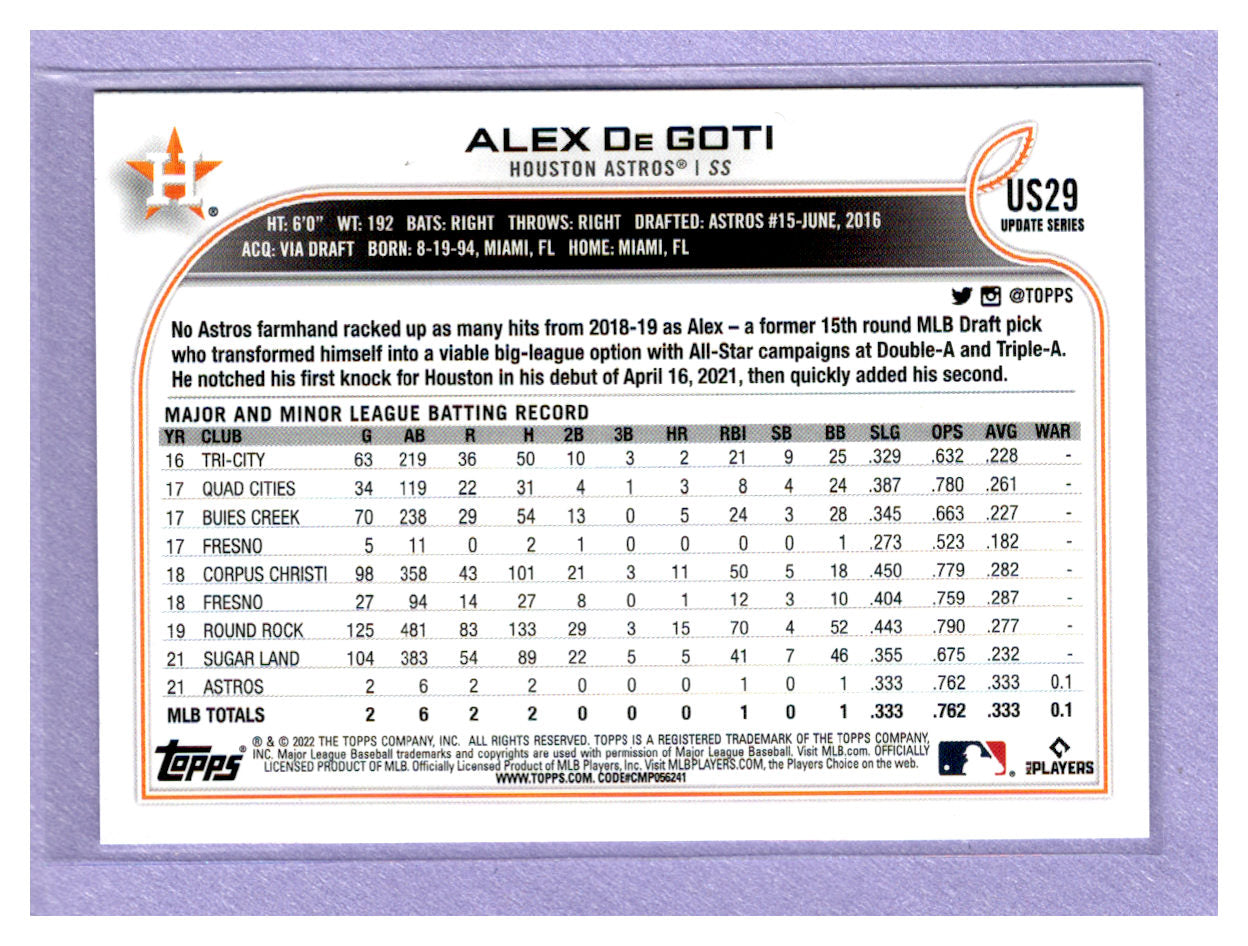 ALEX DE GOTI
HOUSTON ASTROS® | SS
H
®
US29
UPDATE SERIES
HT: 6'0" WT: 192 BATS: RIGHT THROWS: RIGHT DRAFTED: ASTROS #15-JUNE, 2016
ACQ: VIA DRAFT BORN: 8-19-94, MIAMI, FL HOME: MIAMI, FL
@TOPPS
No Astros farmhand racked up as many hits from 2018-19 as Alex – a former 15th round MLB Draft pick
who transformed himself into a viable big-league option with All-Star campaigns at Double-A and Triple-A.
He notched his first knock for Houston in his debut of April 16, 2021, then quickly added his second.
MAJOR AND MINOR LEAGUE BATTING RECORD
YR CLUB G AB R H 2B 3B HR RBI SB BB SLG OPS AVG WAR
16 TRI-CITY 63 219 36 50 10 3 2 21 9 25 .329 .632 .228 -
17 QUAD CITIES 34 119 22 31 4 1 3 8 4 24 .387 .780 .261 -
17 BUIES CREEK 70 238 29 54 13 0 5 24 3 28 .345 .663 .227 -
17 FRESNO 5 11 0 2 1 0 0 0 0 1 .273 .523 .182 -
18 CORPUS CHRISTI 98 358 43 101 21 3 11 50 5 18 .450 .779 .282 -
18 FRESNO 27 94 14 27 8 0 1 12 3 10 .404 .759 .287 -
19 ROUND ROCK 125 481 83 133 29 3 15 70 4 52 .443 .790 .277 -
21 SUGAR LAND 104 383 54 89 22 5 5 41 7 46 .355 .675 .232 -
21 ASTROS 2 6 2 2 0 0 0 1 0 1 .333 .762 .333 0.1
MLB TOTALS 2 6 2 2 0 0 0 1 0 1 .333 .762 .333 0.1
Topps®
® & © 2022 THE TOPPS COMPANY, INC. ALL RIGHTS RESERVED. TOPPS IS A REGISTERED TRADEMARK OF THE TOPPS COMPANY,
INC. Major League Baseball trademarks and copyrights are used with permission of Major League Baseball. Visit MLB.com. OFFICIALLY
LICENSED PRODUCT OF MLB. Officially Licensed Product of MLB Players, Inc. Visit MLBPLAYERS.COM, the Players Choice on the web.
WWW.TOPPS.COM. CODE#CMP056241
®
PLAYERS